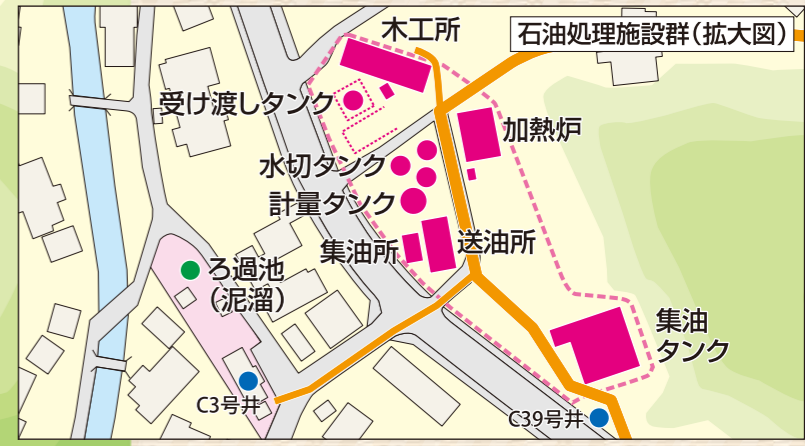 木工所
石油処理施設群（拡大図）
受け渡しタンク
加熱炉
水切タンク
計量タンク
集油所
送油所
ろ過池
（泥溜）
集油
タンク
C3号井
C39号井